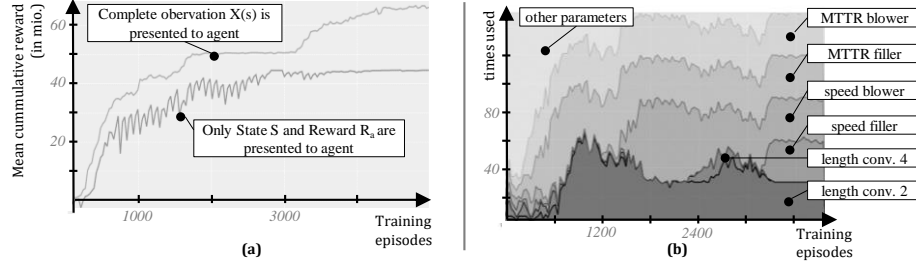 Mean cummulative reward
(in mio.)
60
40
20
Complete obervation X(s) is
presented to agent
Only State S and Reward Ra are
presented to agent
1000
3000
Training
episodes
(a)
times used
80
40
other parameters
MTTR blower
MTTR filler
speed blower
speed filler
length conv. 4
length conv. 2
1200
2400
Training
episodes
(b)